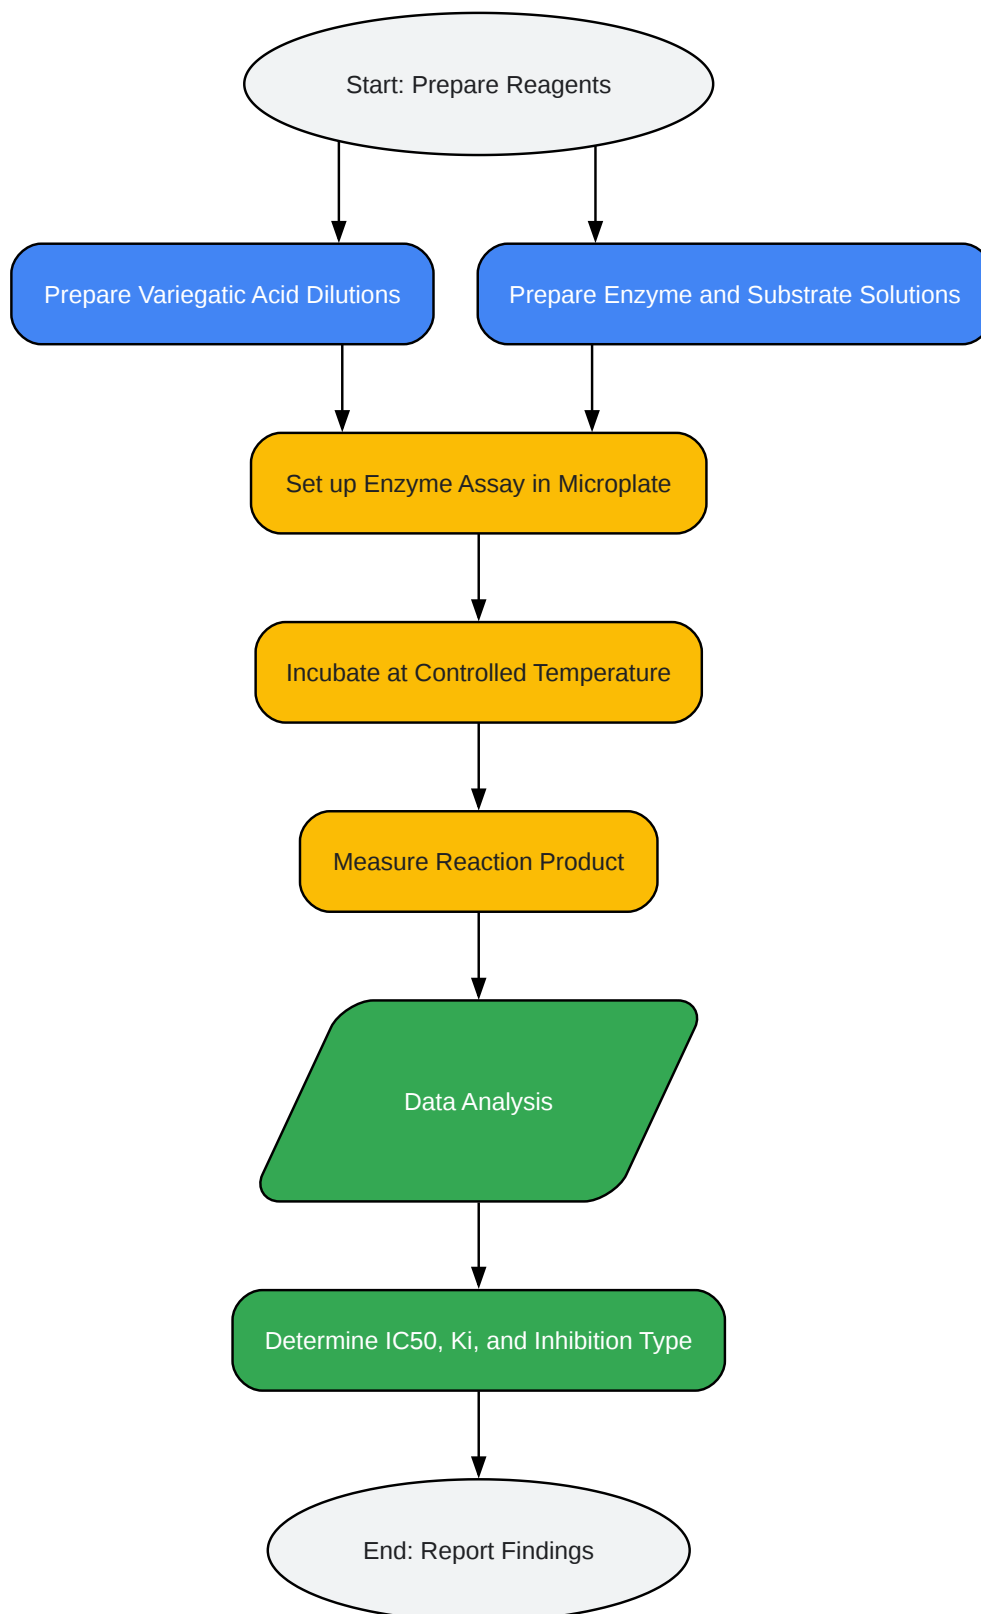 Start: Prepare Reagents
Prepare Variegatic Acid Dilutions
Prepare Enzyme and Substrate Solutions
Set up Enzyme Assay in Microplate
Incubate at Controlled Temperature
Measure Reaction Product
Data Analysis
Determine IC50, Ki, and Inhibition Type
End: Report Findings